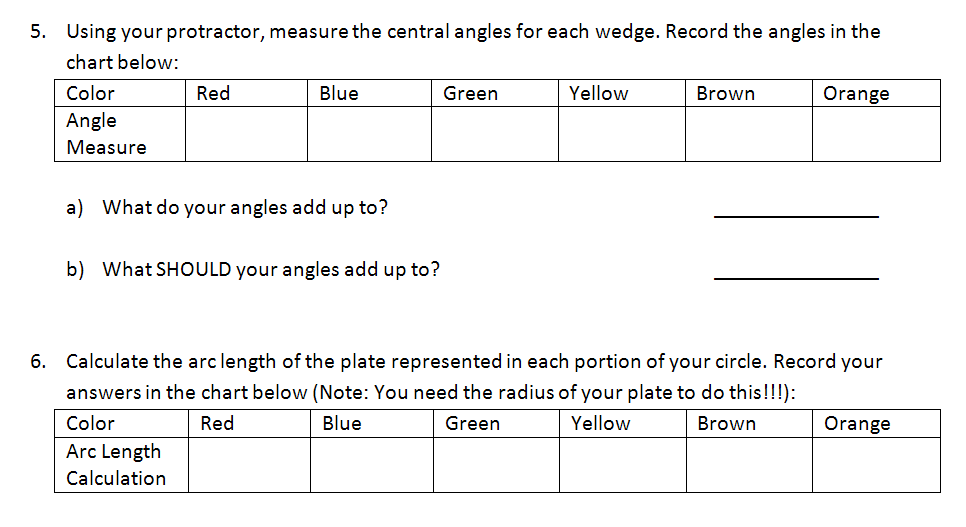 5. Using your protractor, measure the central angles for each wedge. Record the angles in the
chart below:
Color Red Blue Green Yellow Brown Orange
Angle
Measure
a) What do your angles add up to?
b) What SHOULD your angles add up to?
6. Calculate the arc length of the plate represented in each portion of your circle. Record your
answers in the chart below (Note: You need the radius of your plate to do this!!!):
Color Red Blue Green Yellow Brown Orange
Arc Length
Calculation